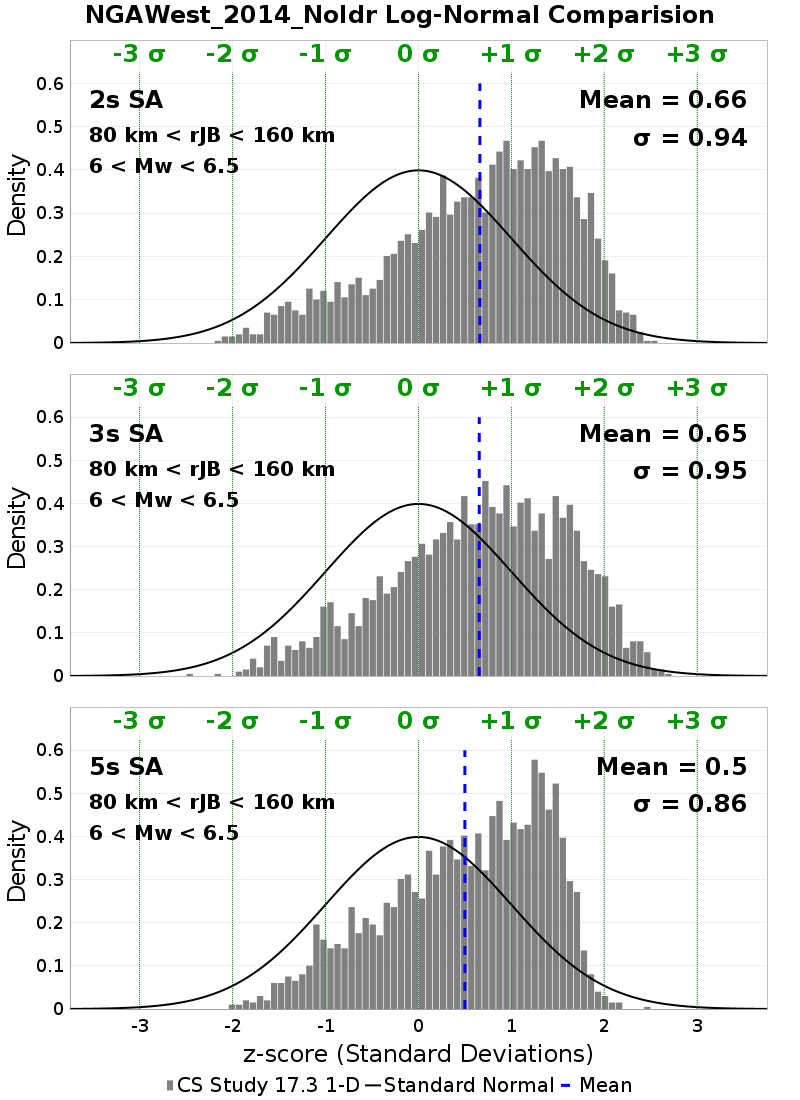 NGAWest_2014_NoIdr Log-Normal Comparision
-3 σ -2 σ -1 σ 0 σ +1 σ +2 σ +3 σ
2s SA
Mean = 0.66
80 km < rJB < 160 km
σ = 0.94
6 < Mw < 6.5
0.6
0.5
0.4
0.3
0.2
0.1
0
Density
-3 σ -2 σ -1 σ 0 σ +1 σ +2 σ +3 σ
3s SA
Mean = 0.65
80 km < rJB < 160 km
σ = 0.95
6 < Mw < 6.5
0.6
0.5
0.4
0.3
0.2
0.1
0
Density
-3 σ -2 σ -1 σ 0 σ +1 σ +2 σ +3 σ
5s SA
Mean = 0.5
80 km < rJB < 160 km
σ = 0.86
6 < Mw < 6.5
0.6
0.5
0.4
0.3
0.2
0.1
0
Density
-3 -2 -1 0 1 2 3
z-score (Standard Deviations)
CS Study 17.3 1-D Standard Normal Mean